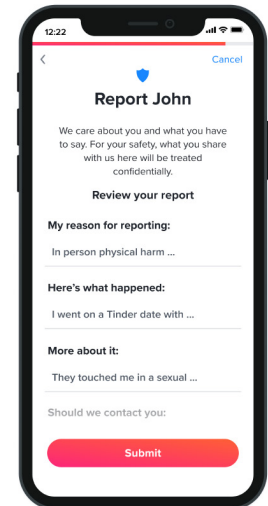 12:22
Cancel
Report John
We care about you and what you have
to say. For your safety, what you share
with us here will be treated
confidentially.
Review your report
My reason for reporting:
In person physical harm ...
Here's what happened:
I went on a Tinder date with ...
More about it:
They touched me in a sexual ...
Should we contact you:
Submit